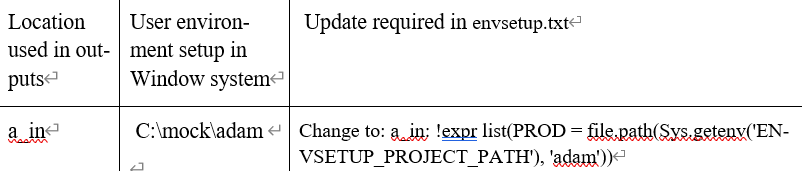 Location
used in out-
puts
User environ-
ment setup in
Window system
Update required in envsetup.txt
a_in
C:\mock\adam
Change to: a_in: !expr list(PROD = file.path(Sys.getenv('EN-
VSETUP_PROJECT_PATH'), 'adam'))